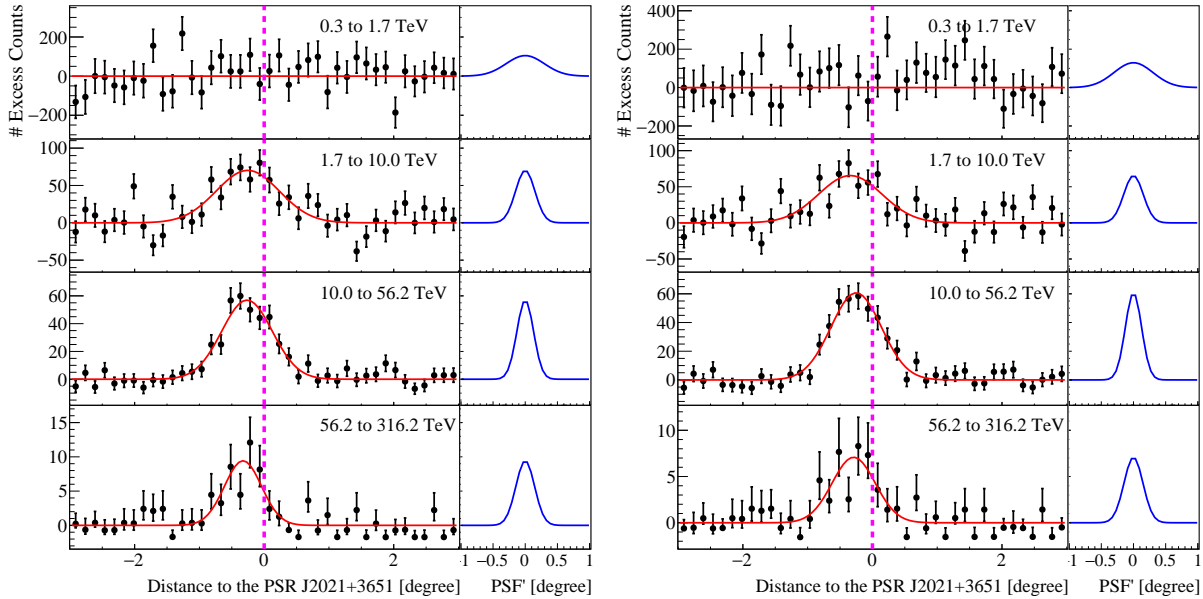 # Excess Counts
0.3 to 1.7 TeV
200
0
−200
1.7 to 10.0 TeV
100
50
0
−50
10.0 to 56.2 TeV
60
40
20
0
56.2 to 316.2 TeV
15
10
5
0
−2 0 2
−1 −0.5 0 0.5 1
Distance to the PSR J2021+3651 [degree] PSF' [degree]
# Excess Counts
0.3 to 1.7 TeV
400
200
0
−200
1.7 to 10.0 TeV
100
50
0
−50
10.0 to 56.2 TeV
60
40
20
0
56.2 to 316.2 TeV
10
5
0
−2 0 2
−1 −0.5 0 0.5 1
Distance to the PSR J2021+3651 [degree] PSF' [degree]